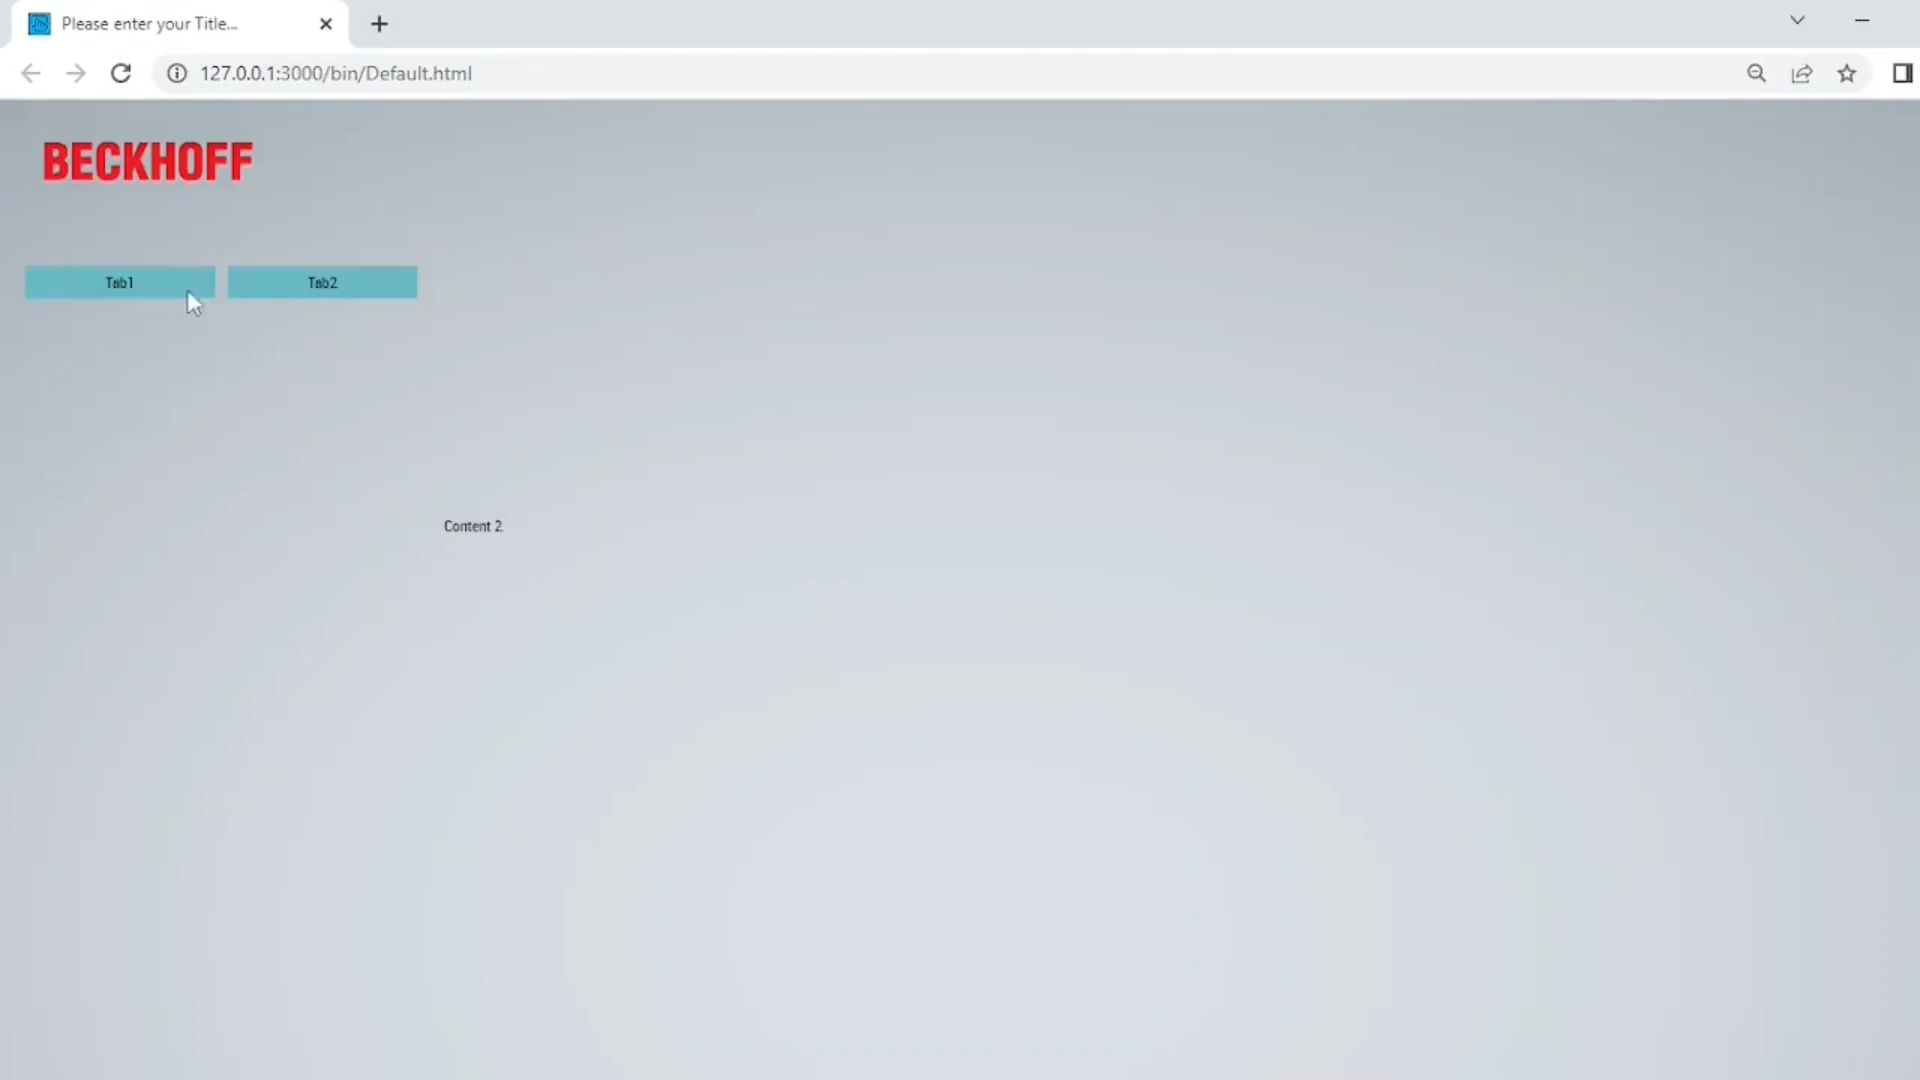 Please enter your Title...
127.0.0.1:3000/bin/Default.html
BECKHOFF
Tab1 Tab2
Content 2